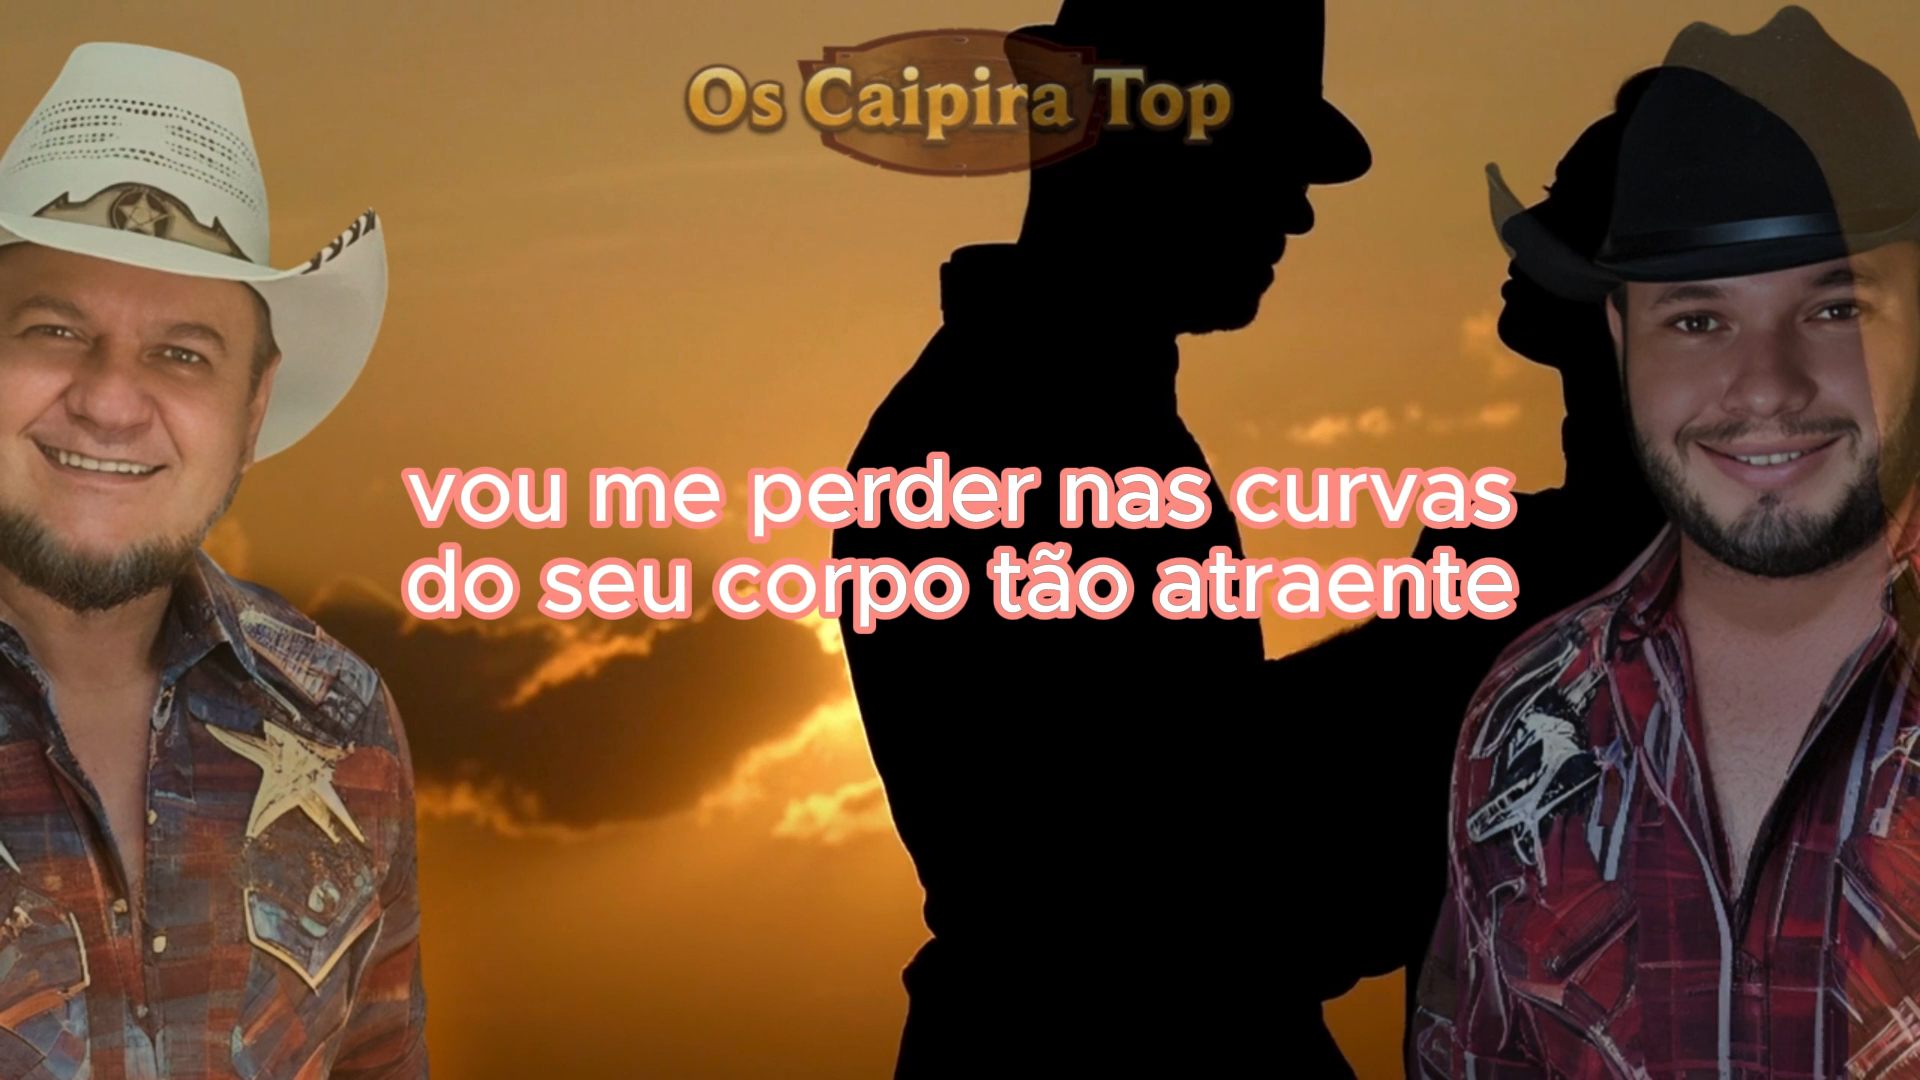 Os Caipira Top
vou me perder nas curvas
do seu corpo tão atraente